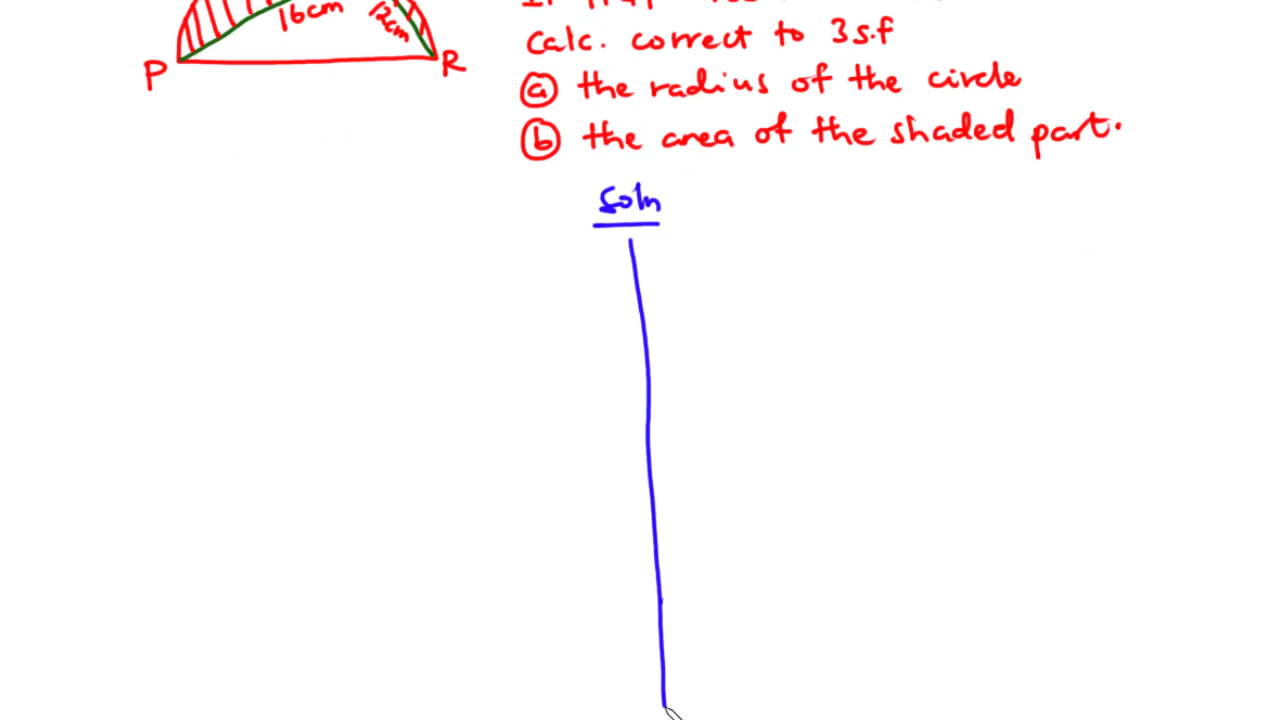 16cm
12cm
P
R
Calc. correct to 3s.f
(a) the radius of the circle
(b) the area of the shaded part.
Soln